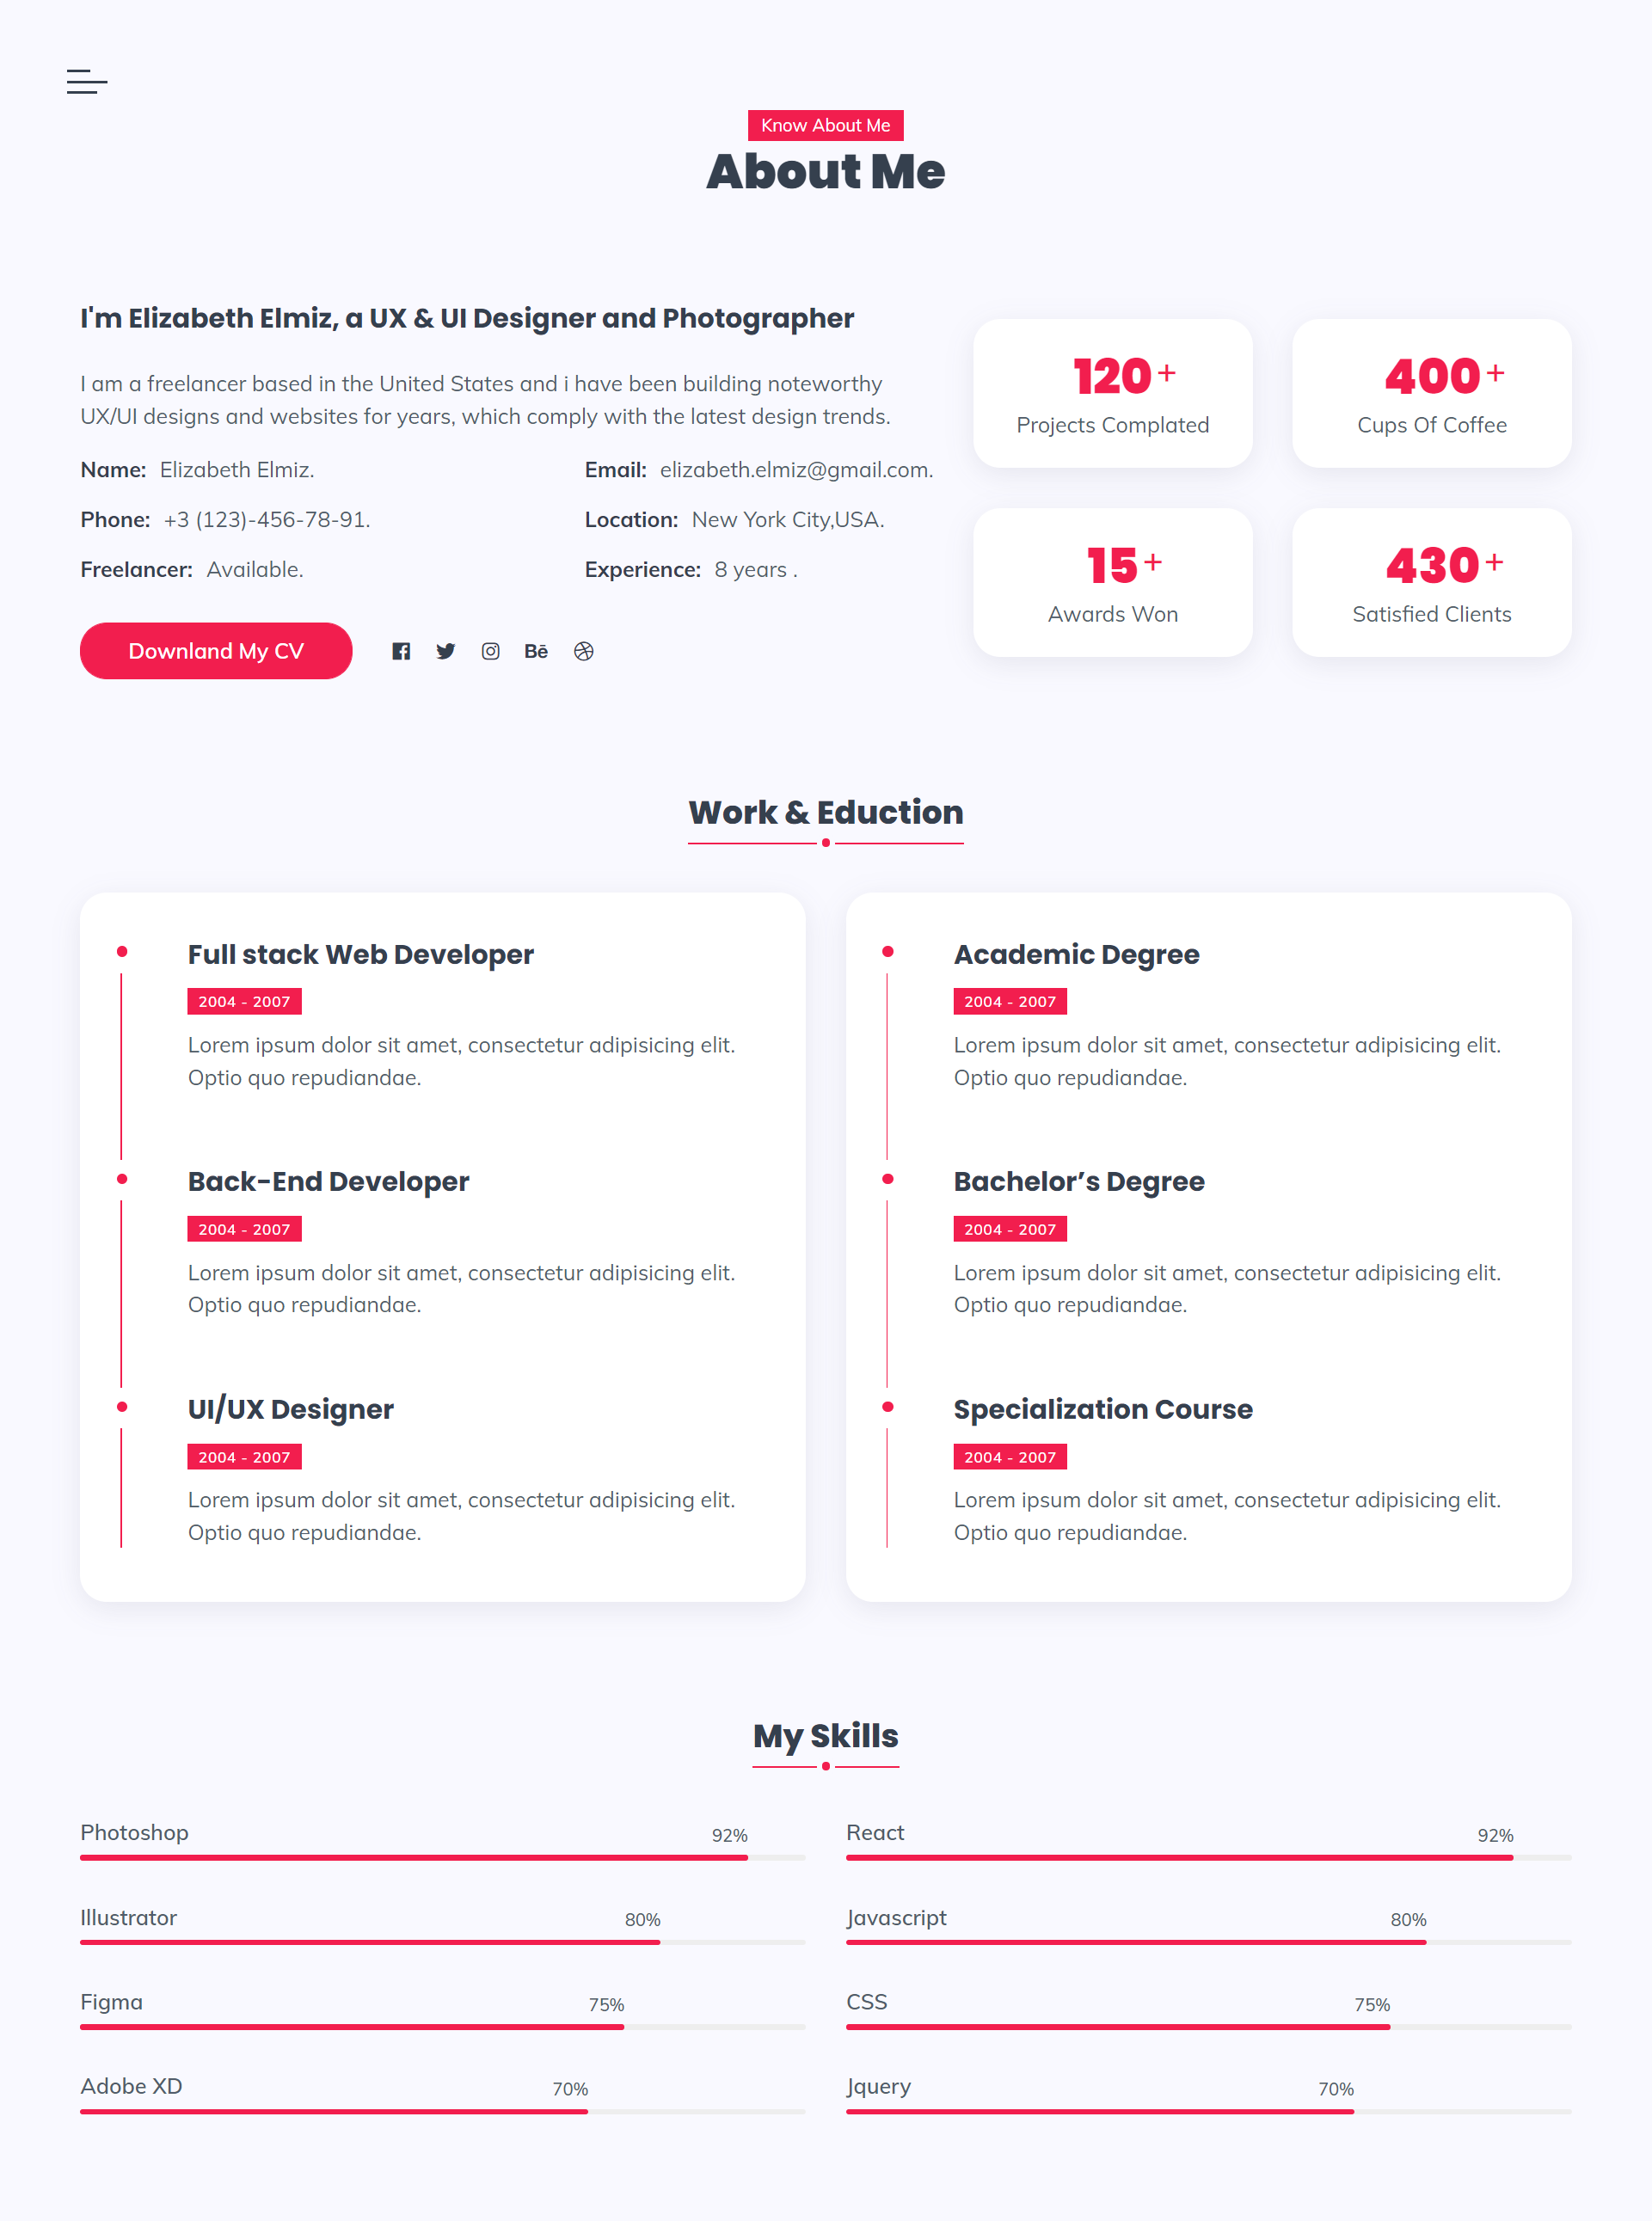 Know About Me
About Me
I'm Elizabeth Elmiz, a UX & UI Designer and Photographer
I am a freelancer based in the United States and i have been building noteworthy
UX/UI designs and websites for years, which comply with the latest design trends.
Name: Elizabeth Elmiz.
Email: elizabeth.elmiz@gmail.com.
Phone: +3 (123)-456-78-91.
Location: New York City,USA.
Freelancer: Available.
Experience: 8 years .
Downland My CV
Bē
120+
Projects Complated
400+
Cups Of Coffee
15+
Awards Won
430+
Satisfied Clients
Work & Eduction
Full stack Web Developer
2004 - 2007
Lorem ipsum dolor sit amet, consectetur adipisicing elit.
Optio quo repudiandae.
Back-End Developer
2004 - 2007
Lorem ipsum dolor sit amet, consectetur adipisicing elit.
Optio quo repudiandae.
UI/UX Designer
2004 - 2007
Lorem ipsum dolor sit amet, consectetur adipisicing elit.
Optio quo repudiandae.
Academic Degree
2004 - 2007
Lorem ipsum dolor sit amet, consectetur adipisicing elit.
Optio quo repudiandae.
Bachelor’s Degree
2004 - 2007
Lorem ipsum dolor sit amet, consectetur adipisicing elit.
Optio quo repudiandae.
Specialization Course
2004 - 2007
Lorem ipsum dolor sit amet, consectetur adipisicing elit.
Optio quo repudiandae.
My Skills
Photoshop 92%
Illustrator 80%
Figma 75%
Adobe XD 70%
React 92%
Javascript 80%
CSS 75%
Jquery 70%